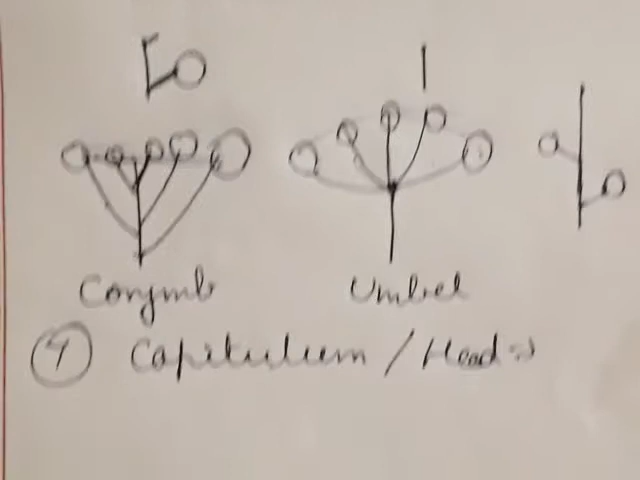 Corymb
Umbel
④ Capitulum / Head ⇒